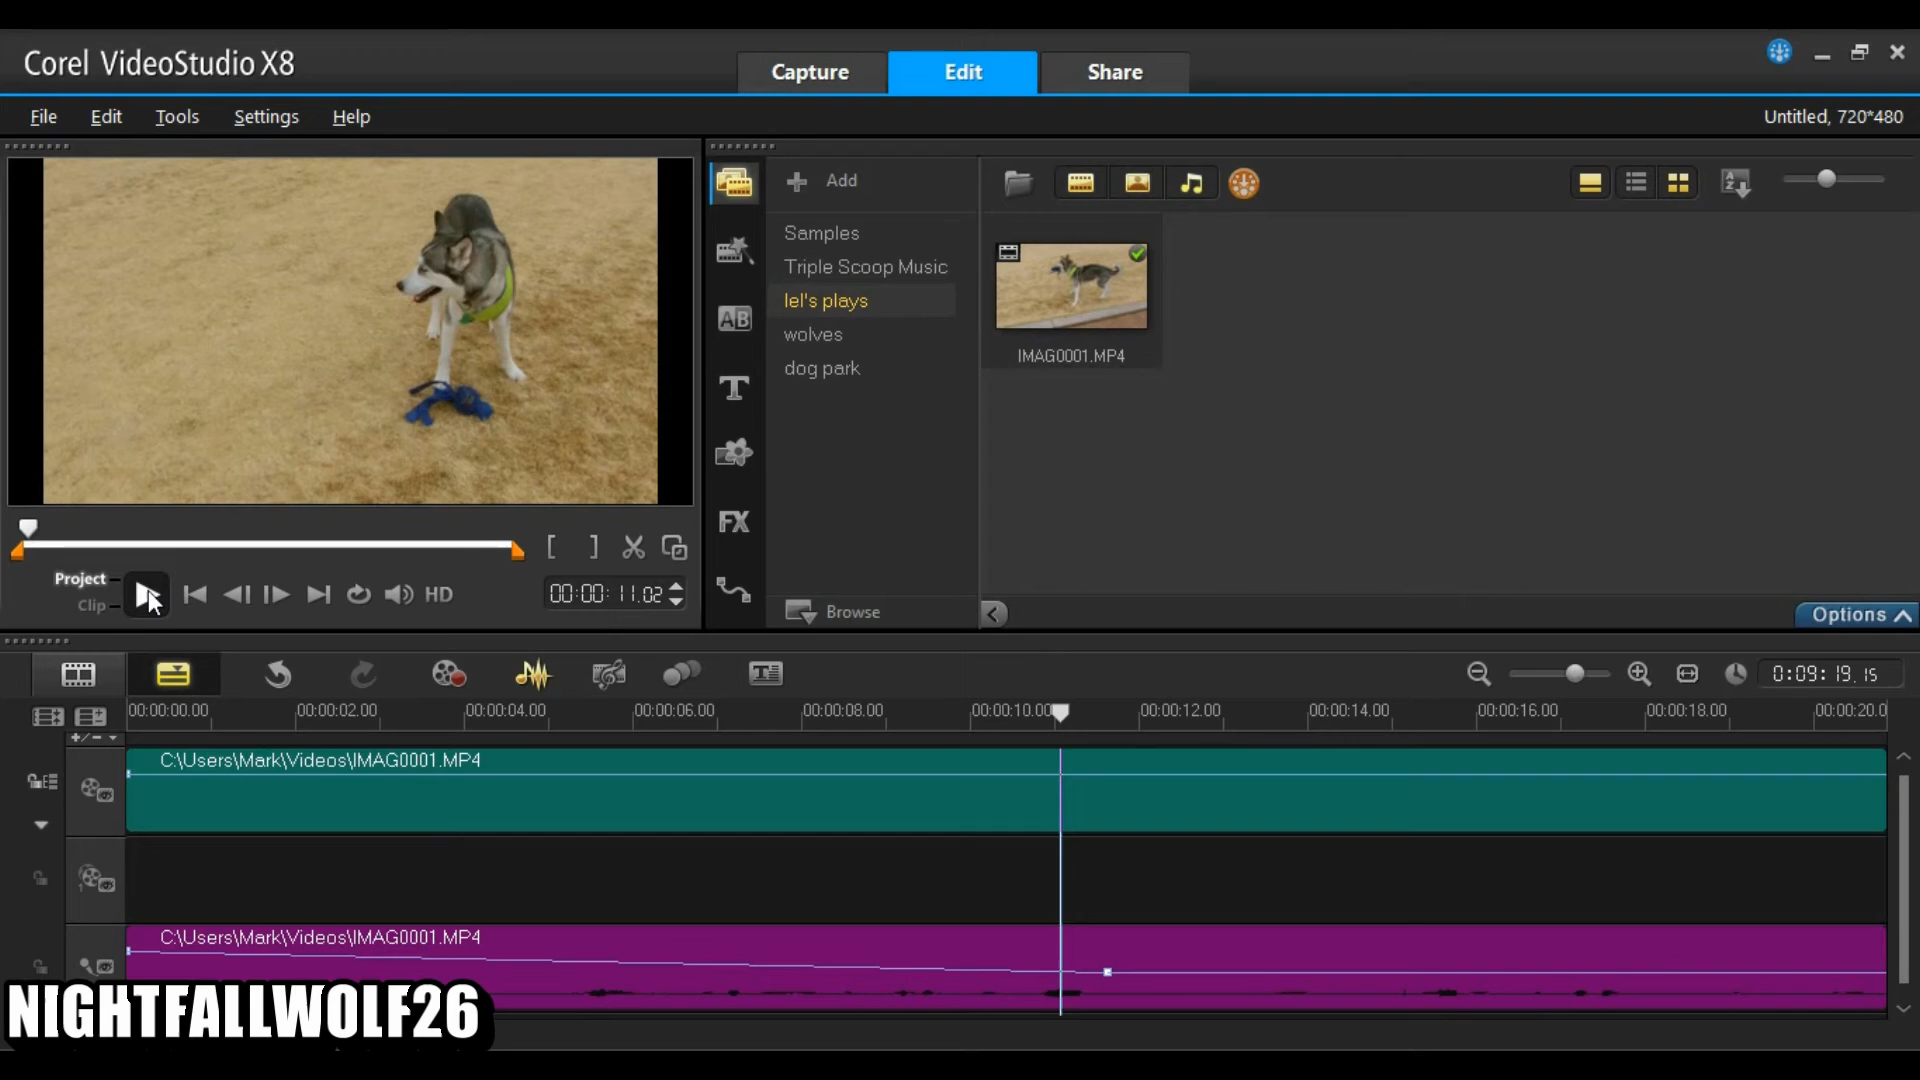 Corel VideoStudio X8
Capture
Edit
Share
File
Edit
Tools
Settings
Help
Untitled, 720*480
Add
Samples
Triple Scoop Music
lel's plays
wolves
dog park
IMAG0001.MP4
AB
T
FX
Project
Clip
HD
00:00:11.02
Browse
Options
0:09:19.15
00:00:00.00
00:00:02.00
00:00:04.00
00:00:06.00
00:00:08.00
00:00:10.00
00:00:12.00
00:00:14.00
00:00:16.00
00:00:18.00
00:00:20.0
C:\Users\Mark\Videos\IMAG0001.MP4
C:\Users\Mark\Videos\IMAG0001.MP4
NIGHTFALLWOLF26